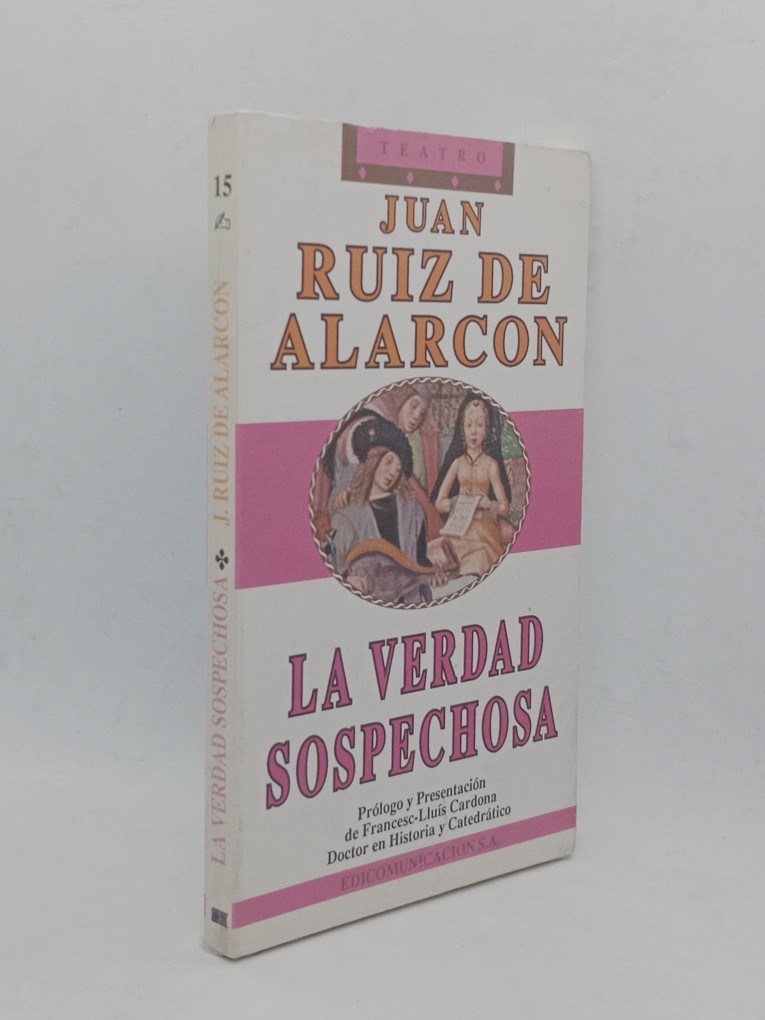 TEATRO
JUAN
RUIZ DE
ALARCON
LA VERDAD
SOSPECHOSA
Prólogo y Presentación
de Francesc-Lluís Cardona
Doctor en Historia y Catedrático
EDICOMUNICACION S.A.
15
LA VERDAD SOSPECHOSA ✤ J. RUIZ DE ALARCON